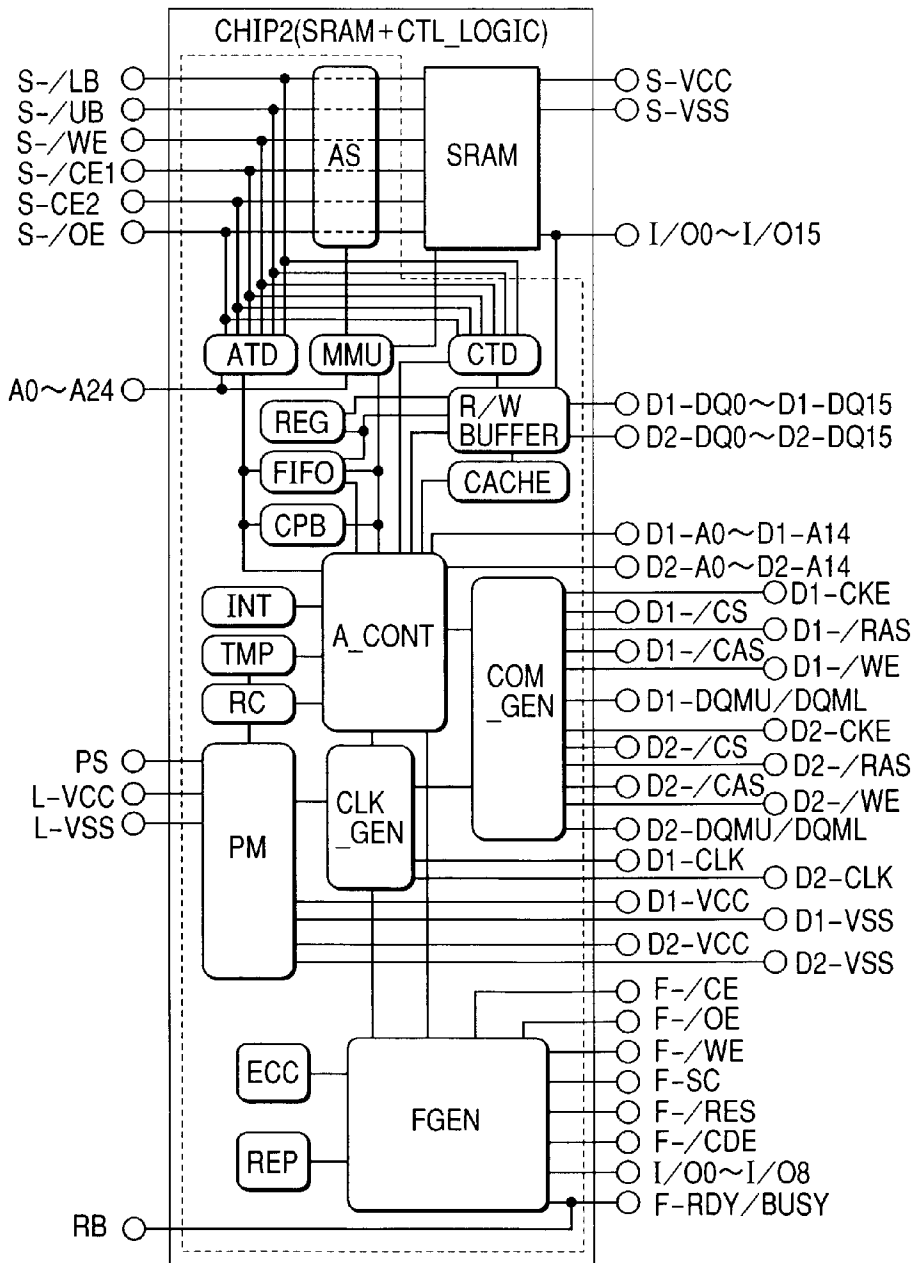 CHIP2(SRAM+CTL_LOGIC)
S-/LB
S-/UB
S-/WE
S-/CE1
S-CE2
S-/OE
AS
SRAM
S-VCC
S-VSS
I/O0~I/O15
ATD
MMU
CTD
A0~A24
REG
R/W
BUFFER
D1-DQ0~D1-DQ15
D2-DQ0~D2-DQ15
FIFO
CACHE
CPB
D1-A0~D1-A14
D2-A0~D2-A14
INT
A_CONT
TMP
RC
COM
_GEN
D1-CKE
D1-/CS
D1-/RAS
D1-/CAS
D1-/WE
D1-DQMU/DQML
D2-CKE
D2-/CS
D2-/RAS
D2-/CAS
D2-/WE
D2-DQMU/DQML
PS
L-VCC
L-VSS
PM
CLK
_GEN
D1-CLK
D2-CLK
D1-VCC
D1-VSS
D2-VCC
D2-VSS
F-/CE
F-/OE
F-/WE
F-SC
F-/RES
F-/CDE
I/O0~I/O8
F-RDY/BUSY
ECC
REP
FGEN
RB